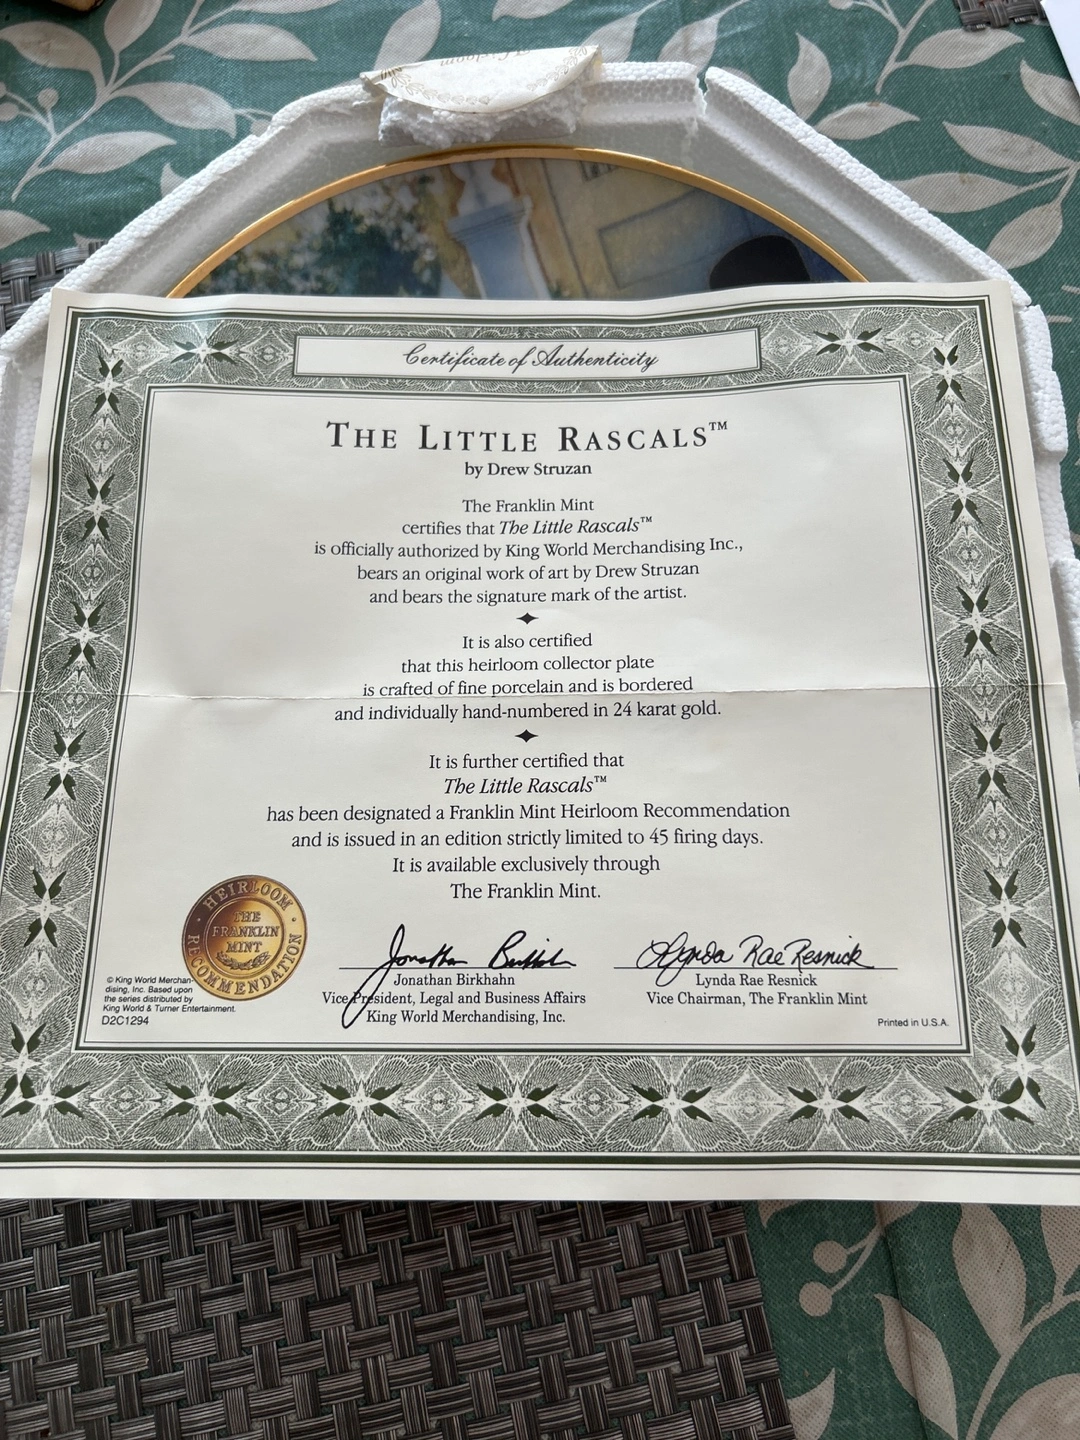 Certificate of Authenticity
THE LITTLE RASCALS™
by Drew Struzan
The Franklin Mint
certifies that The Little Rascals™
is officially authorized by King World Merchandising Inc.,
bears an original work of art by Drew Struzan
and bears the signature mark of the artist.
It is also certified
that this heirloom collector plate
is crafted of fine porcelain and is bordered
and individually hand-numbered in 24 karat gold.
It is further certified that
The Little Rascals™
has been designated a Franklin Mint Heirloom Recommendation
and is issued in an edition strictly limited to 45 firing days.
It is available exclusively through
The Franklin Mint.
HEIRLOOM
RECOMMENDATION
THE
FRANKLIN
MINT
Jonathan Birkhahn
Jonathan Birkhahn
Vice President, Legal and Business Affairs
King World Merchandising, Inc.
Lynda Rae Resnick
Lynda Rae Resnick
Vice Chairman, The Franklin Mint
© King World Merchan-
dising, Inc. Based upon
the series distributed by
King World & Turner Entertainment.
D2C1294
Printed in U.S.A.